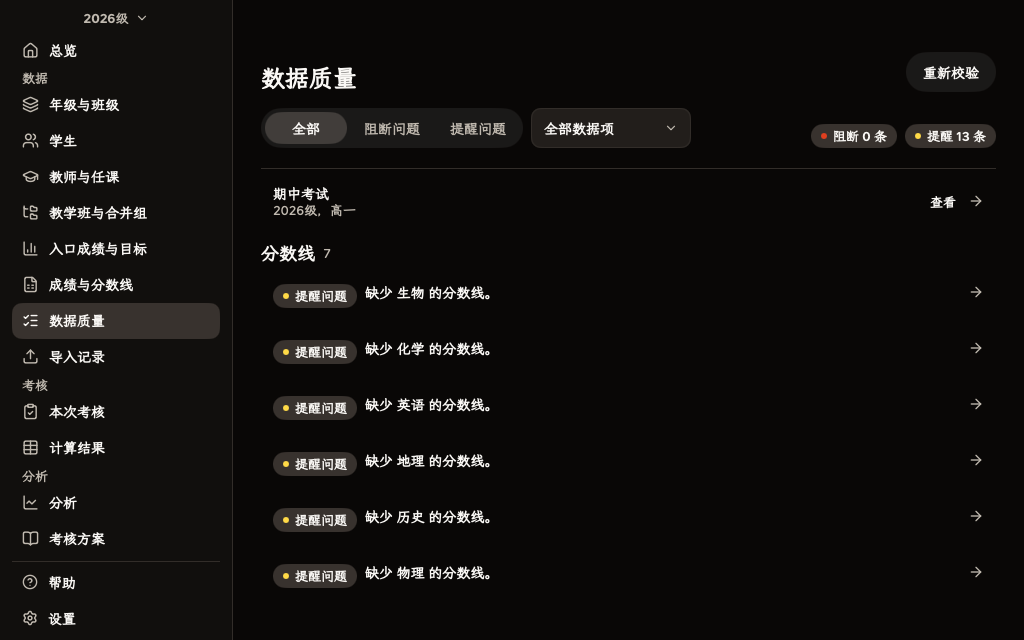 2026级
总览
数据
年级与班级
学生
教师与任课
教学班与合并组
入口成绩与目标
成绩与分数线
数据质量
导入记录
考核
本次考核
计算结果
分析
分析
考核方案
帮助
设置
数据质量
重新校验
全部
阻断问题
提醒问题
全部数据项
阻断 0 条
提醒 13 条
期中考试
2026级，高一
查看
分数线 7
提醒问题 缺少 生物 的分数线。
提醒问题 缺少 化学 的分数线。
提醒问题 缺少 英语 的分数线。
提醒问题 缺少 地理 的分数线。
提醒问题 缺少 历史 的分数线。
提醒问题 缺少 物理 的分数线。